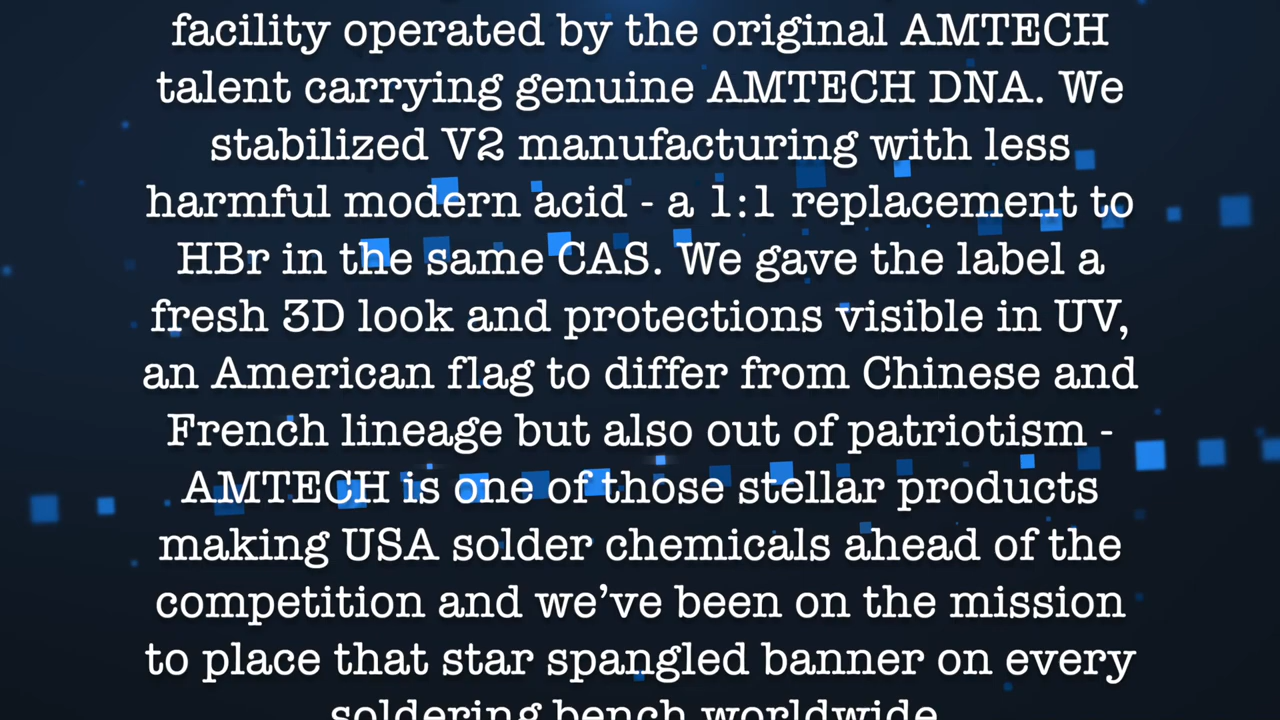 facility operated by the original AMTECH
talent carrying genuine AMTECH DNA. We
stabilized V2 manufacturing with less
harmful modern acid - a 1:1 replacement to
HBr in the same CAS. We gave the label a
fresh 3D look and protections visible in UV,
an American flag to differ from Chinese and
French lineage but also out of patriotism -
AMTECH is one of those stellar products
making USA solder chemicals ahead of the
competition and we’ve been on the mission
to place that star spangled banner on every
soldering bench worldwide